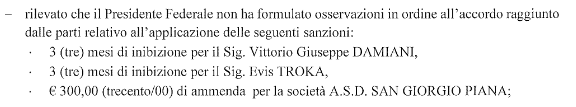 – rilevato che il Presidente Federale non ha formulato osservazioni in ordine all'accordo raggiunto
dalle parti relativo all'applicazione delle seguenti sanzioni:
· 3 (tre) mesi di inibizione per il Sig. Vittorio Giuseppe DAMIANI,
· 3 (tre) mesi di inibizione per il Sig. Evis TROKA,
· € 300,00 (trecento/00) di ammenda per la società A.S.D. SAN GIORGIO PIANA;